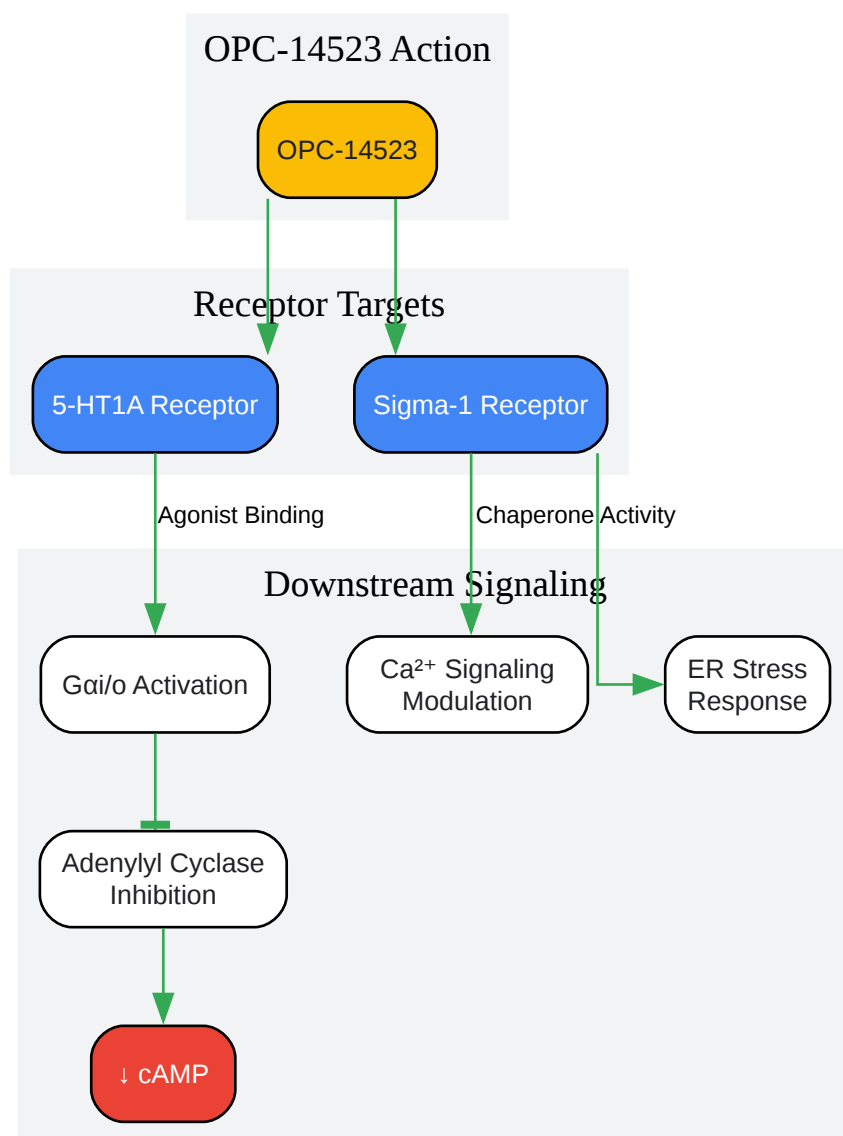 OPC-14523 Action
OPC-14523
Receptor Targets
5-HT1A Receptor
Sigma-1 Receptor
Agonist Binding
Chaperone Activity
Downstream Signaling
Gαi/o Activation
Ca²⁺ Signaling
Modulation
ER Stress
Response
Adenylyl Cyclase
Inhibition
↓ cAMP